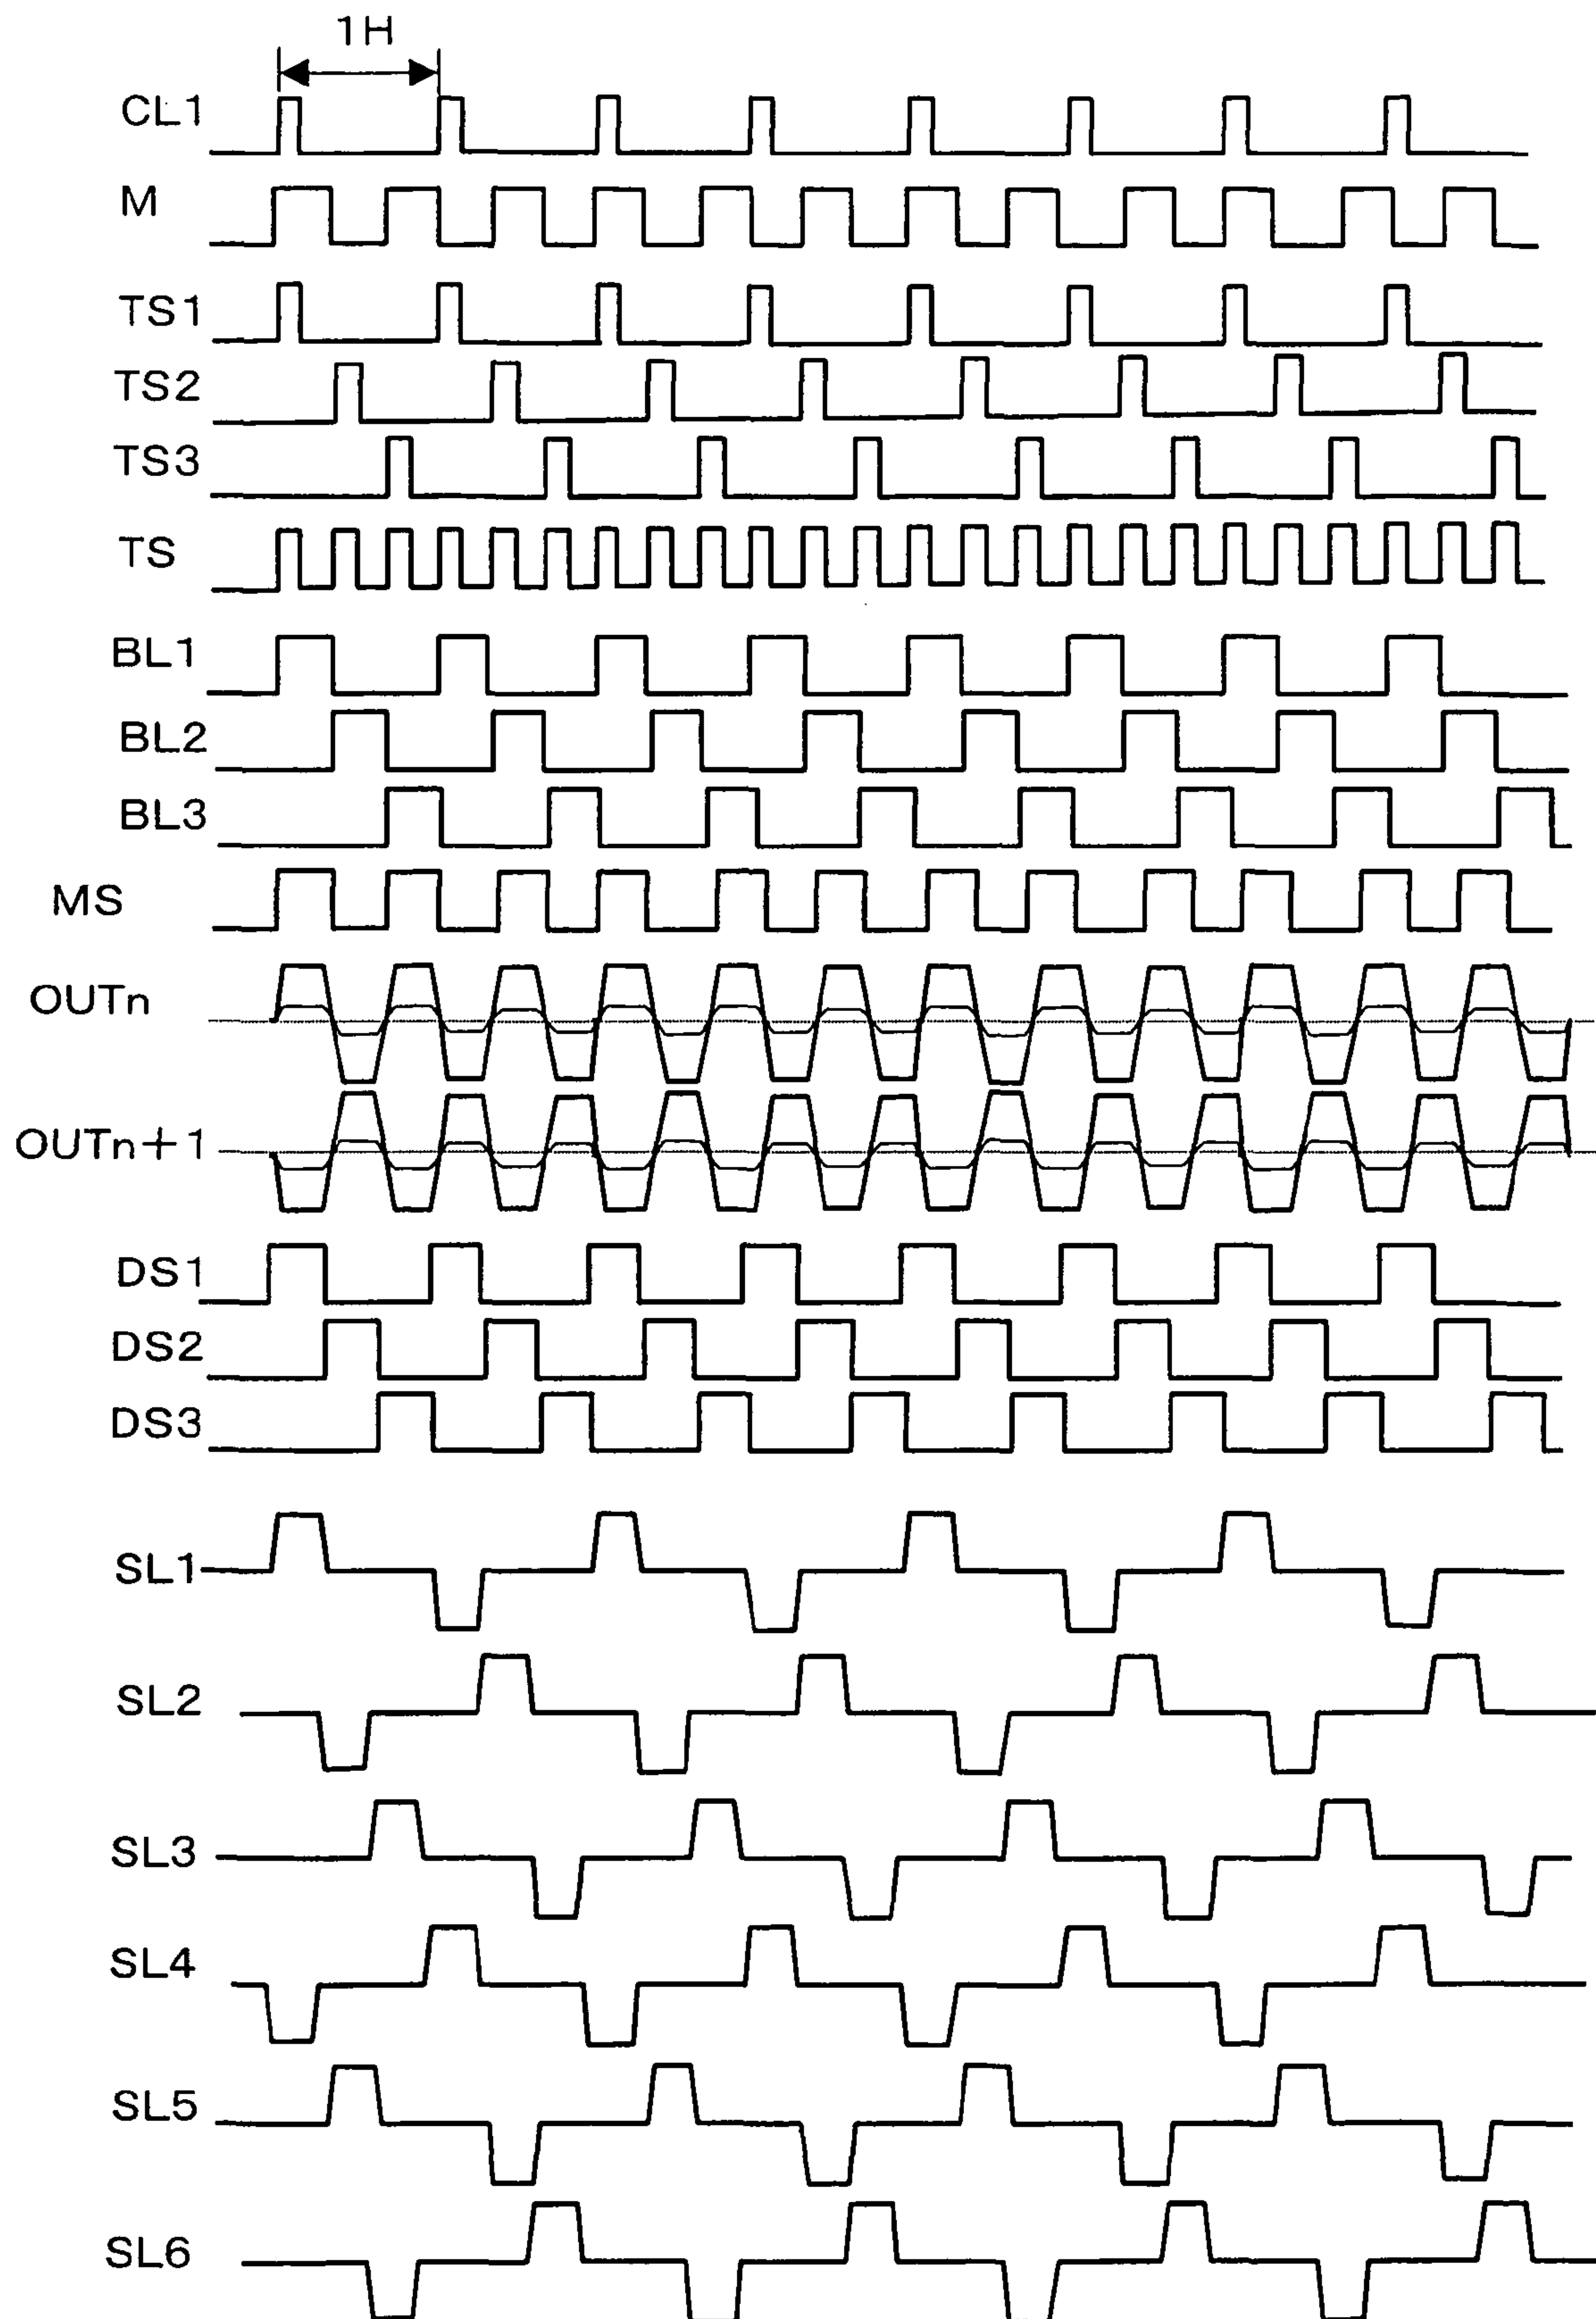 1H
CL1
M
TS1
TS2
TS3
TS
BL1
BL2
BL3
MS
OUTn
OUTn+1
DS1
DS2
DS3
SL1
SL2
SL3
SL4
SL5
SL6